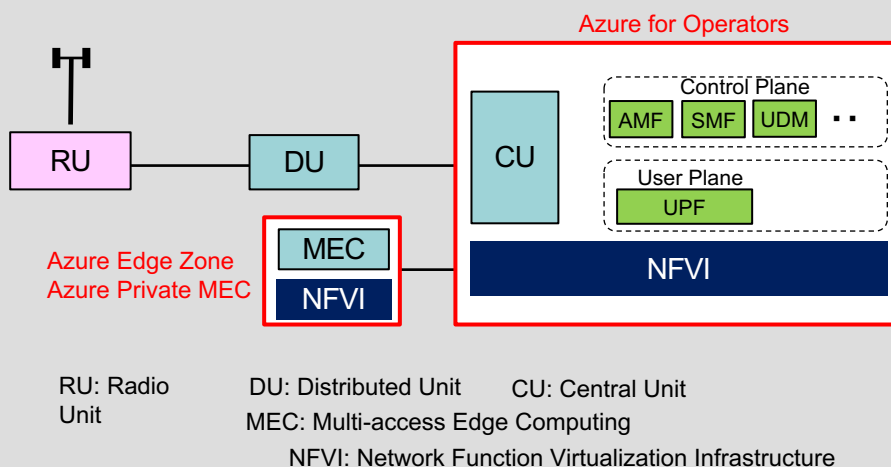 Azure for Operators
Control Plane
AMF SMF UDM ..
RU
DU
CU
User Plane
UPF
MEC
NFVI
Azure Edge Zone
Azure Private MEC
NFVI
RU: Radio
Unit
DU: Distributed Unit
CU: Central Unit
MEC: Multi-access Edge Computing
NFVI: Network Function Virtualization Infrastructure